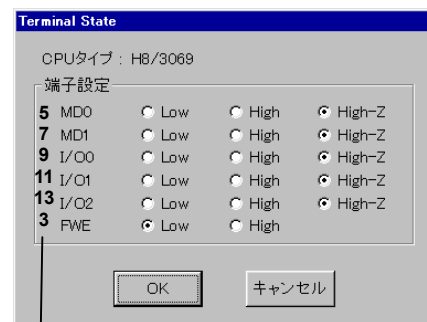 Terminal State
CPUタイプ : H8/3069
端子設定
5 MD0 Low High High-Z
7 MD1 Low High High-Z
9 I/O0 Low High High-Z
11 I/O1 Low High High-Z
13 I/O2 Low High High-Z
3 FWE Low High
OK キャンセル